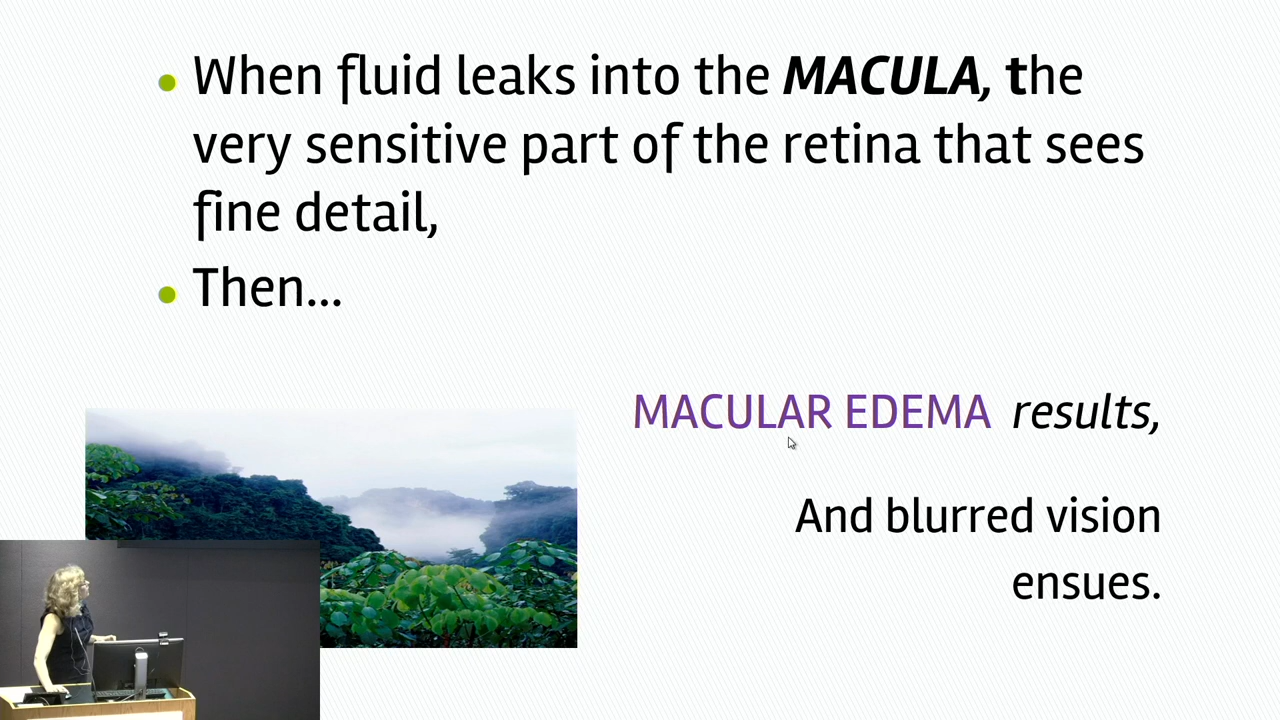 When fluid leaks into the MACULA, the
very sensitive part of the retina that sees
fine detail,
Then...
MACULAR EDEMA results,
And blurred vision
ensues.